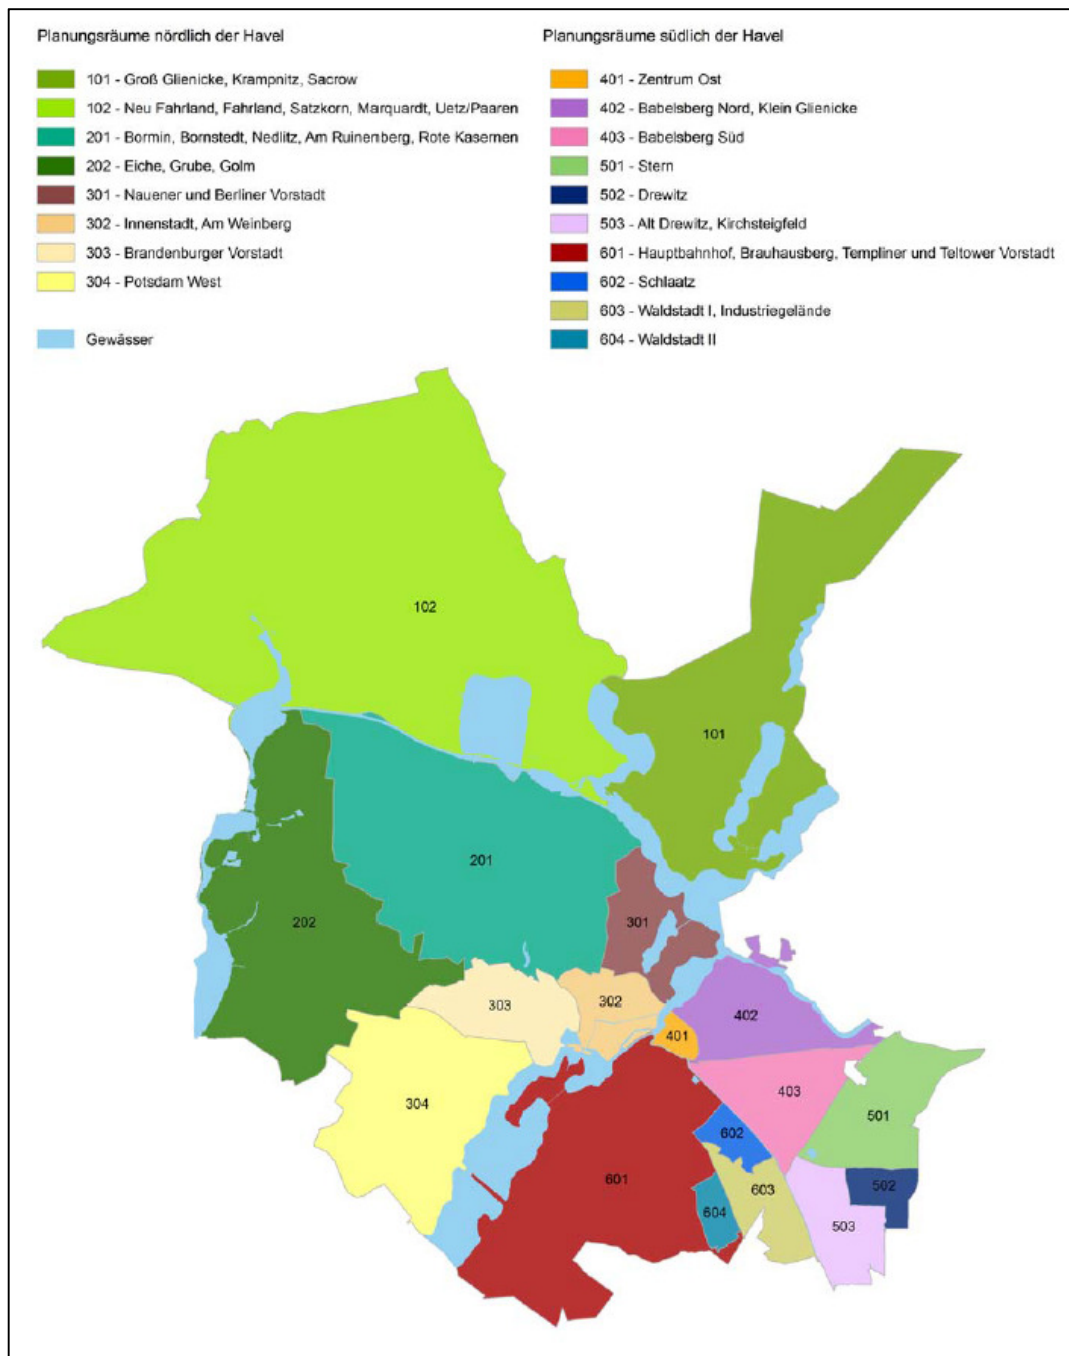 Planungsräume nördlich der Havel
101 - Groß Glienicke, Krampnitz, Sacrow
102 - Neu Fahrland, Fahrland, Satzkorn, Marquardt, Uetz/Paaren
201 - Bornim, Bornstedt, Nedlitz, Am Ruinenberg, Rote Kasernen
202 - Eiche, Grube, Golm
301 - Nauener und Berliner Vorstadt
302 - Innenstadt, Am Weinberg
303 - Brandenburger Vorstadt
304 - Potsdam West
Gewässer
Planungsräume südlich der Havel
401 - Zentrum Ost
402 - Babelsberg Nord, Klein Glienicke
403 - Babelsberg Süd
501 - Stern
502 - Drewitz
503 - Alt Drewitz, Kirchsteigfeld
601 - Hauptbahnhof, Brauhausberg, Templiner und Teltower Vorstadt
602 - Schlaatz
603 - Waldstadt I, Industriegelände
604 - Waldstadt II
102
101
201
202
301
302
303
402
401
403
304
501
602
601
603
502
604
503